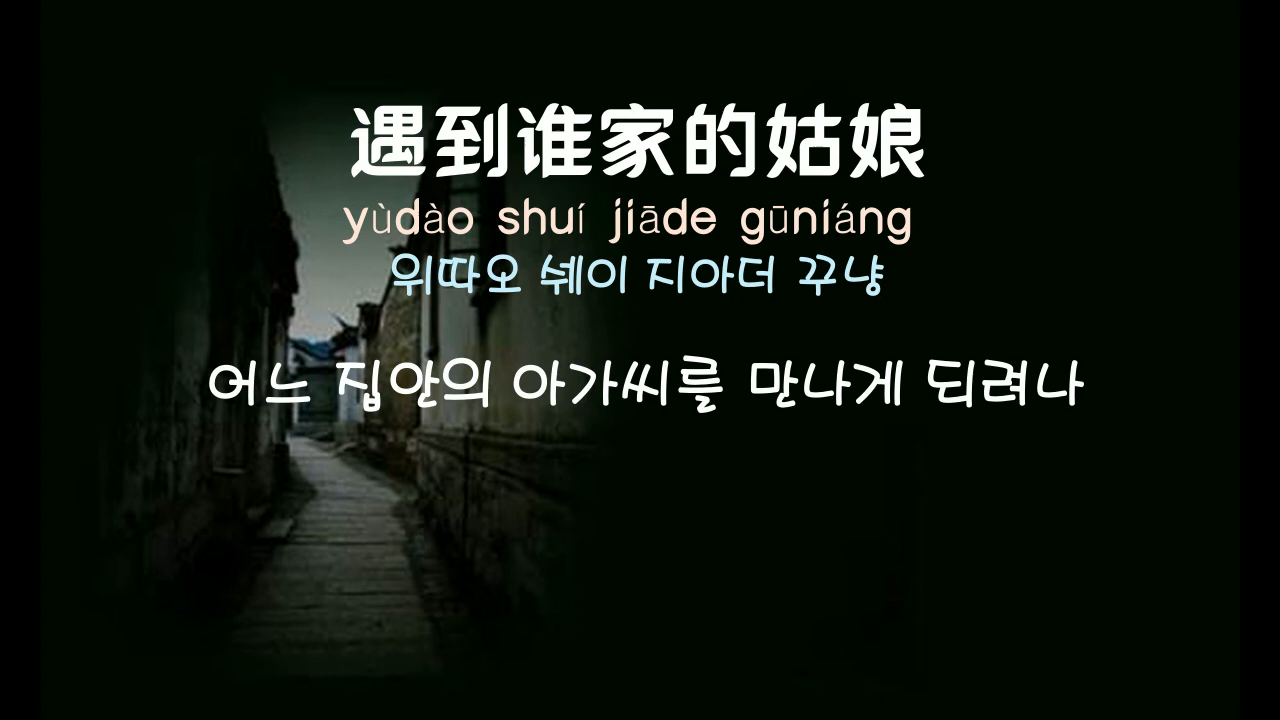 遇到谁家的姑娘
yùdào shuí jiāde gūniáng
위따오 쉐이 지아더 꾸냥
어느 집안의 아가씨를 만나게 되려나